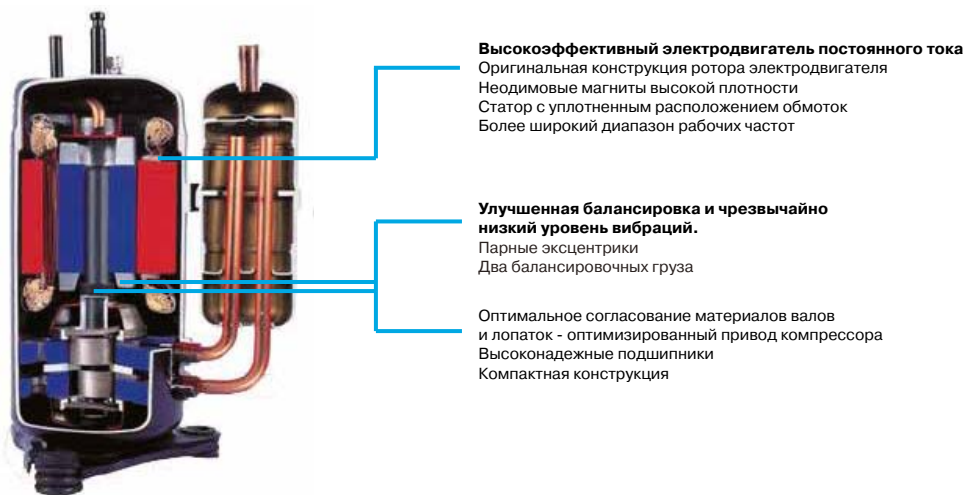 Высокоэффективный электродвигатель постоянного тока
Оригинальная конструкция ротора электродвигателя
Неодимовые магниты высокой плотности
Статор с уплотненным расположением обмоток
Более широкий диапазон рабочих частот
Улучшенная балансировка и чрезвычайно
низкий уровень вибраций.
Парные эксцентрики
Два балансировочных груза
Оптимальное согласование материалов валов
и лопаток - оптимизированный привод компрессора
Высоконадежные подшипники
Компактная конструкция